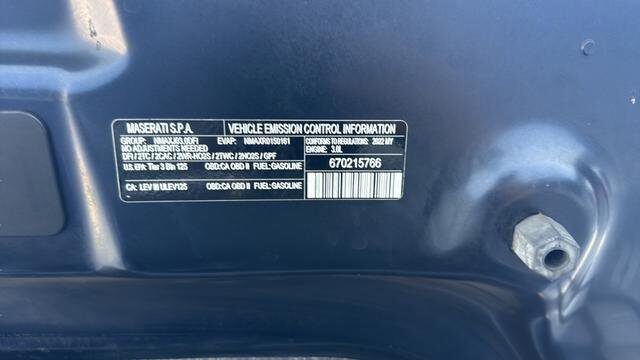 MASERATI S.P.A. VEHICLE EMISSION CONTROL INFORMATION
GROUP: NMAXJ03.0DFI EVAP: NMAXR0150161 CONFORMS TO REGULATIONS: 2022 MY
NO ADJUSTMENTS NEEDED ENGINE: 3.0L
DFI / 2TC / 2CAC / 2WR-HO2S / 2TWC / 2HO2S / GPF
U.S. EPA: Tier 3 Bin 125 OBD:CA OBD II FUEL:GASOLINE
670215766
CA: LEV III ULEV125 OBD:CA OBD II FUEL:GASOLINE